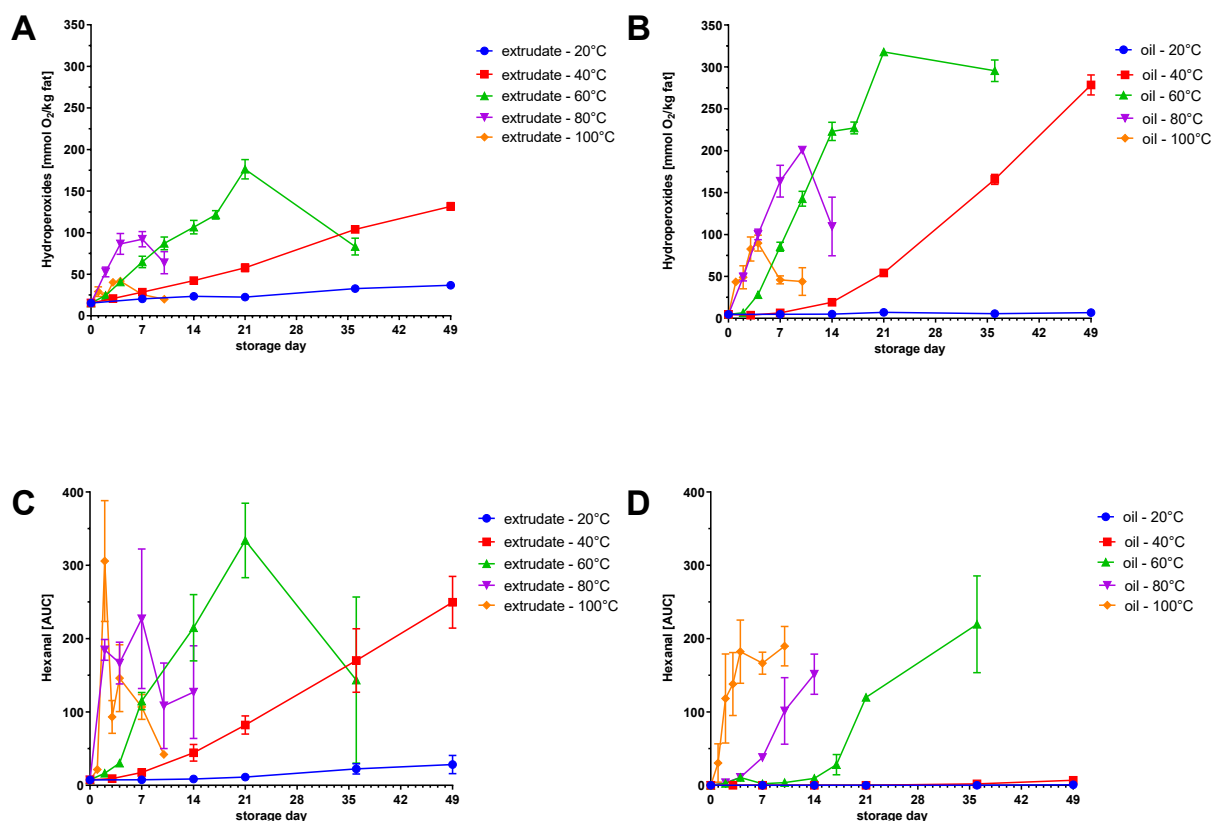 A
Hydroperoxides [mmol O2/kg fat]
350
300
250
200
150
100
50
0
0 7 14 21 28 35 42 49
storage day
extrudate - 20°C
extrudate - 40°C
extrudate - 60°C
extrudate - 80°C
extrudate - 100°C
B
Hydroperoxides [mmol O2/kg fat]
350
300
250
200
150
100
50
0
0 7 14 21 28 35 42 49
storage day
oil - 20°C
oil - 40°C
oil - 60°C
oil - 80°C
oil - 100°C
C
Hexanal [AUC]
400
300
200
100
0
0 7 14 21 28 35 42 49
storage day
extrudate - 20°C
extrudate - 40°C
extrudate - 60°C
extrudate - 80°C
extrudate - 100°C
D
Hexanal [AUC]
400
300
200
100
0
0 7 14 21 28 35 42 49
storage day
oil - 20°C
oil - 40°C
oil - 60°C
oil - 80°C
oil - 100°C